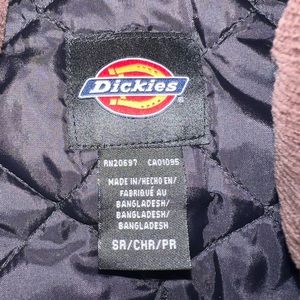 Dickies
RN20697 CA01095
MADE IN/HECHO EN/
FABRIQUÉ AU
BANGLADESH/
BANGLADESH/
BANGLADESH
SR/CHR/PR